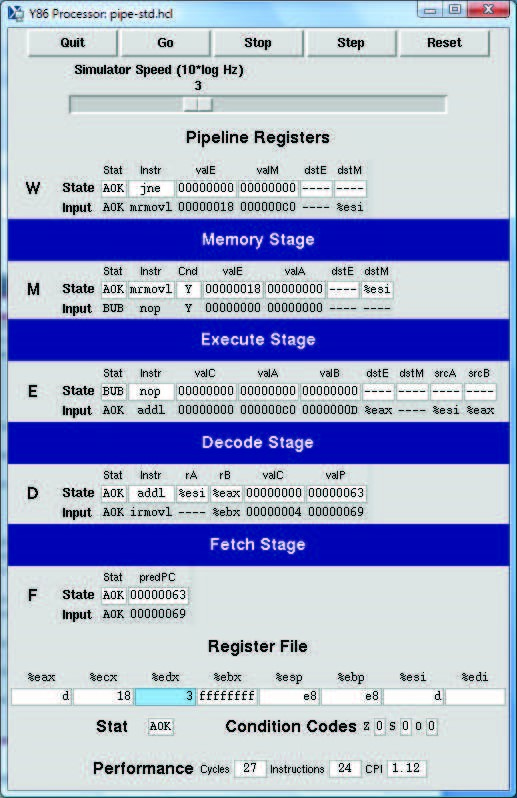 Y86 Processor: pipe-std.hcl
Quit Go Stop Step Reset
Simulator Speed (10*log Hz)
3
Pipeline Registers
Stat Instr valE valM dstE dstM
W State AOK jne 00000000 00000000 ---- ----
Input AOK mrmovl 00000018 000000C0 ---- %esi
Memory Stage
Stat Instr Cnd valE valA dstE dstM
M State AOK mrmovl Y 00000018 00000000 ---- %esi
Input BUB nop Y 00000000 00000000 ---- ----
Execute Stage
Stat Instr valC valA valB dstE dstM srcA srcB
E State BUB nop 00000000 00000000 00000000 ---- ---- ---- ----
Input AOK addl 00000000 000000C0 0000000D %eax ---- %esi %eax
Decode Stage
Stat Instr rA rB valC valP
D State AOK addl %esi %eax 00000000 00000063
Input AOK irmovl ---- %ebx 00000004 00000069
Fetch Stage
Stat predPC
F State AOK 00000063
Input AOK 00000069
Register File
%eax %ecx %edx %ebx %esp %ebp %esi %edi
d 18 3 ffffffff e8 e8 d
Stat AOK Condition Codes Z 0 S 0 O 0
Performance Cycles 27 Instructions 24 CPI 1.12